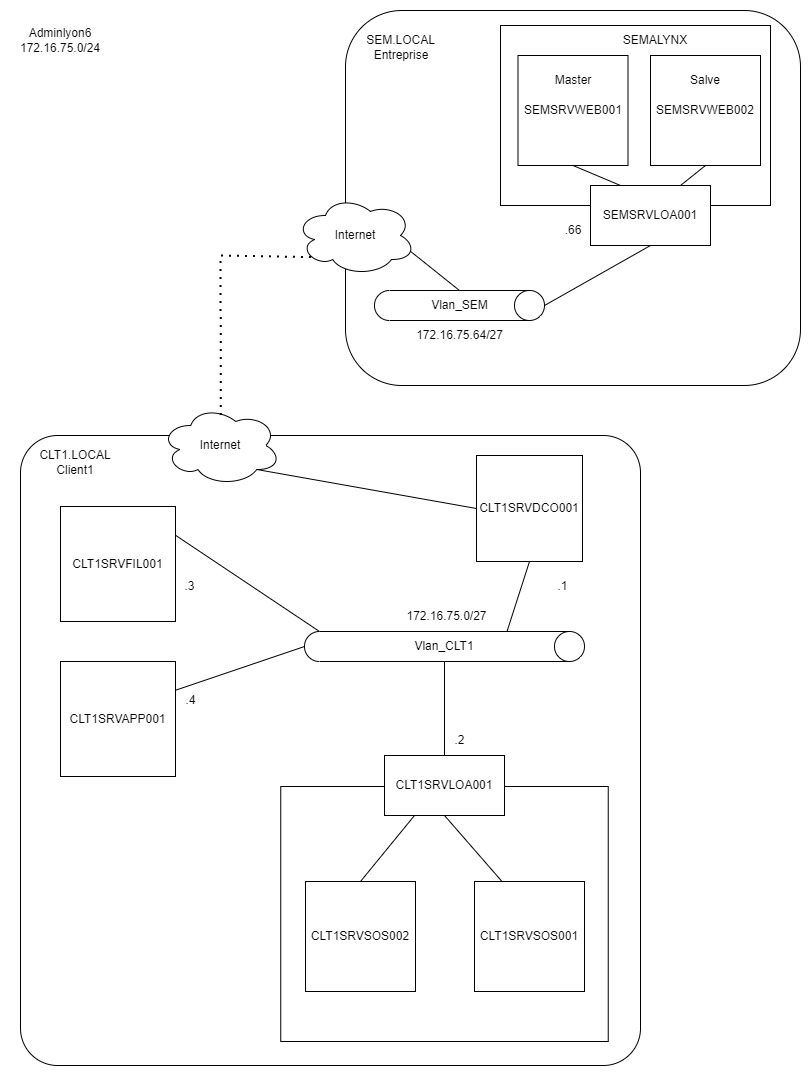 Adminlyon6
172.16.75.0/24
SEM.LOCAL
Entreprise
SEMALYNX
Master
SEMSRVWEB001
Salve
SEMSRVWEB002
SEMSRVLOA001
.66
Internet
Vlan_SEM
172.16.75.64/27
Internet
CLT1.LOCAL
Client1
CLT1SRVDCO001
CLT1SRVFIL001
.3
.1
172.16.75.0/27
Vlan_CLT1
CLT1SRVAPP001
.4
.2
CLT1SRVLOA001
CLT1SRVSOS002
CLT1SRVSOS001